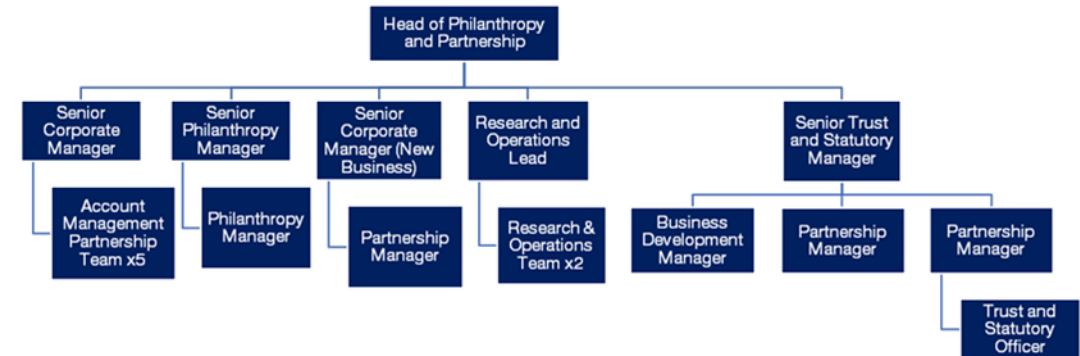 Head of Philanthropy
and Partnership
Senior
Corporate
Manager
Senior
Philanthropy
Manager
Senior
Corporate
Manager (New
Business)
Research and
Operations
Lead
Senior Trust
and Statutory
Manager
Account
Management
Partnership
Team x5
Philanthropy
Manager
Partnership
Manager
Research &
Operations
Team x2
Business
Development
Manager
Partnership
Manager
Partnership
Manager
Trust and
Statutory
Officer